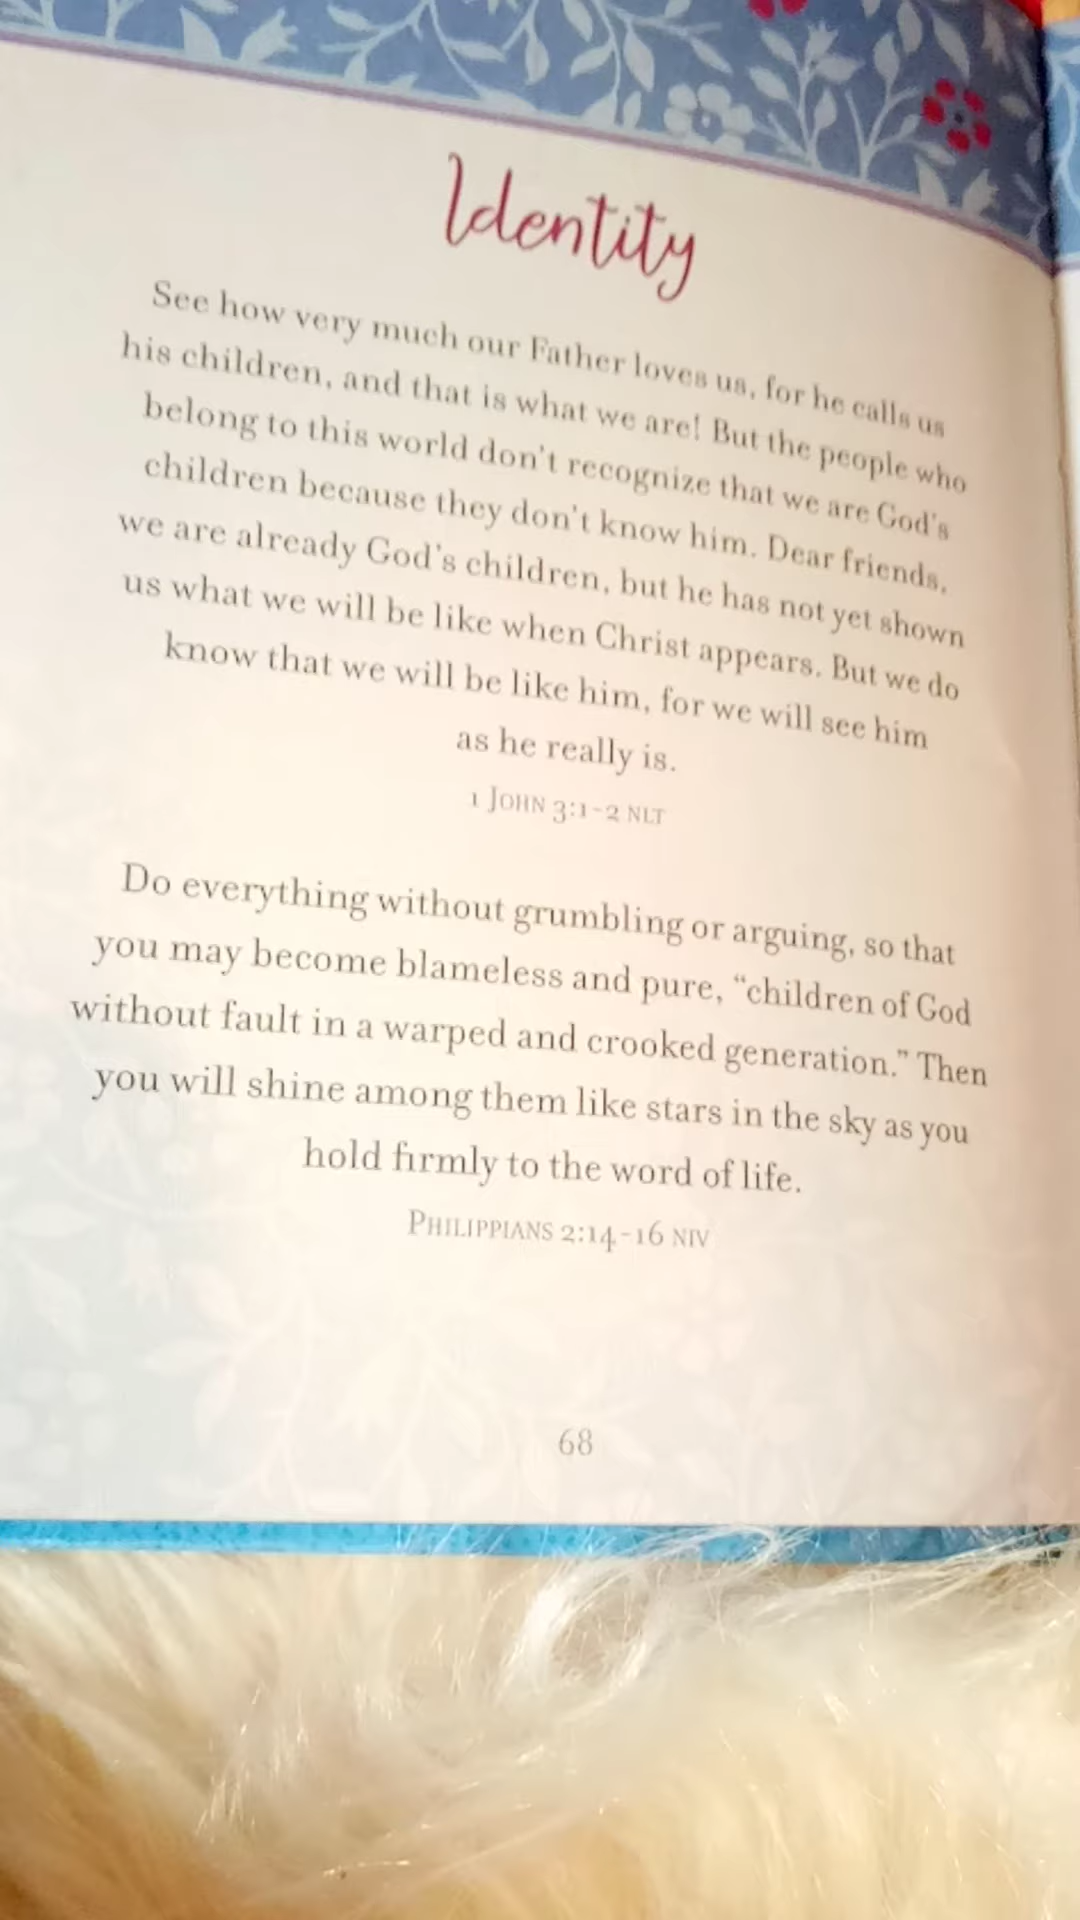 Identity
See how very much our Father loves us, for he calls us
his children, and that is what we are! But the people who
belong to this world don't recognize that we are God's
children because they don't know him. Dear friends,
we are already God's children, but he has not yet shown
us what we will be like when Christ appears. But we do
know that we will be like him, for we will see him
as he really is.
1 JOHN 3:1-2 NLT
Do everything without grumbling or arguing, so that
you may become blameless and pure, “children of God
without fault in a warped and crooked generation.” Then
you will shine among them like stars in the sky as you
hold firmly to the word of life.
PHILIPPIANS 2:14-16 NIV
68